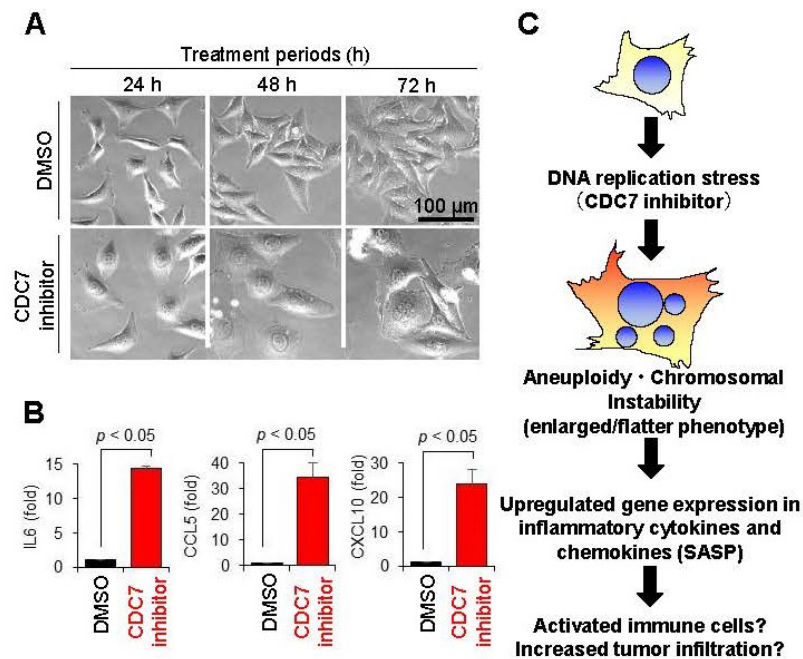 A
Treatment periods (h)
24 h 48 h 72 h
DMSO
100 µm
CDC7
inhibitor
B
p < 0.05
IL6 (fold)
15
10
5
0
DMSO
CDC7
inhibitor
p < 0.05
CCL5 (fold)
40
30
20
10
0
DMSO
CDC7
inhibitor
p < 0.05
CXCL10 (fold)
30
20
10
0
DMSO
CDC7
inhibitor
C
DNA replication stress
(CDC7 inhibitor)
Aneuploidy・Chromosomal
Instability
(enlarged/flatter phenotype)
Upregulated gene expression in
inflammatory cytokines and
chemokines (SASP)
Activated immune cells?
Increased tumor infiltration?